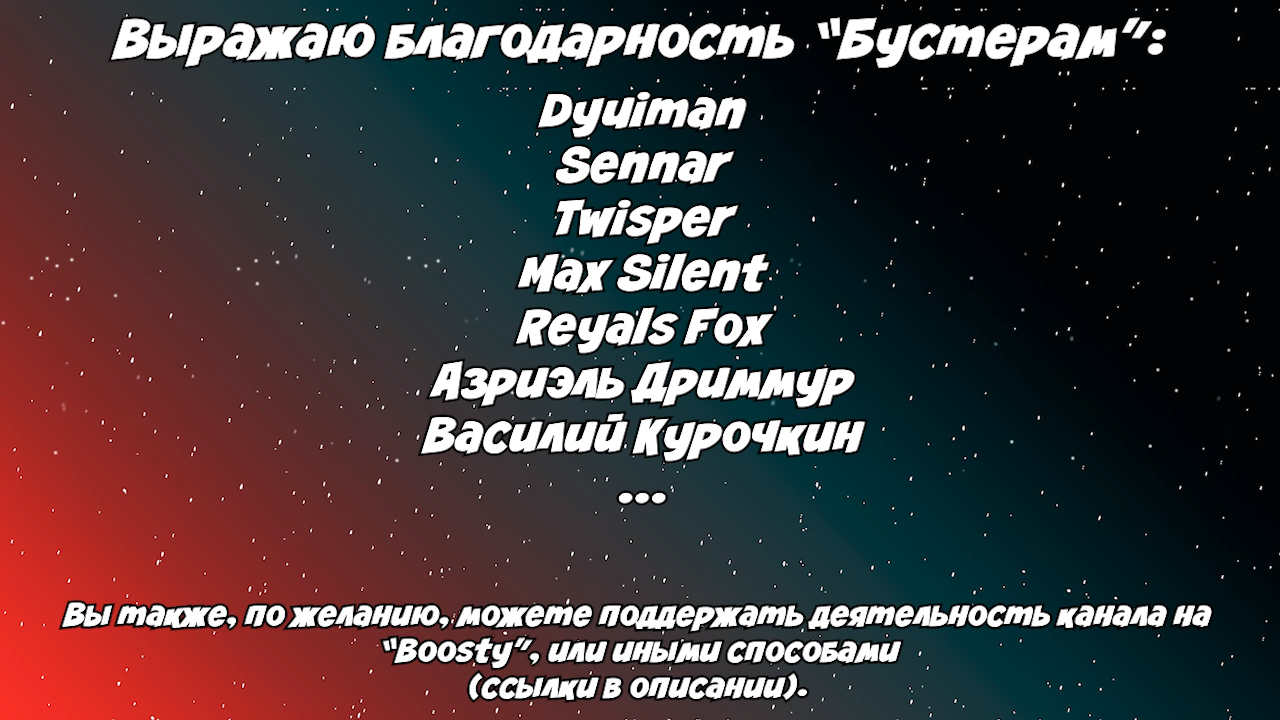 Выражаю благодарность “Бустерам”:
Dyuiman
Sennar
Twisper
Max Silent
Reyals Fox
Азриэль Дриммур
Василий Курочкин
...
Вы также, по желанию, можете поддержать деятельность канала на
“Boosty”, или иными способами
(ссылки в описании).